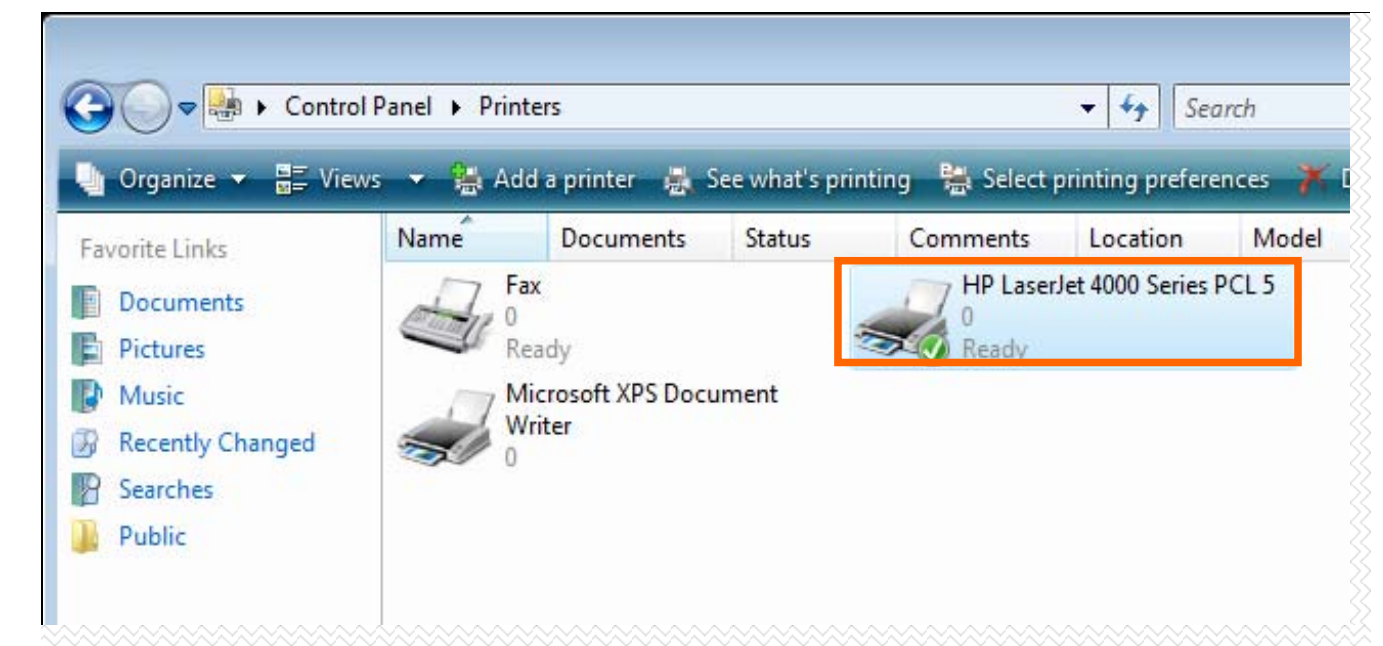 Control Panel Printers
Search
Organize Views Add a printer See what's printing Select printing preferences
Favorite Links
Documents
Pictures
Music
Recently Changed
Searches
Public
Name Documents Status Comments Location Model
Fax
0
Ready
HP LaserJet 4000 Series PCL 5
0
Ready
Microsoft XPS Document
Writer
0